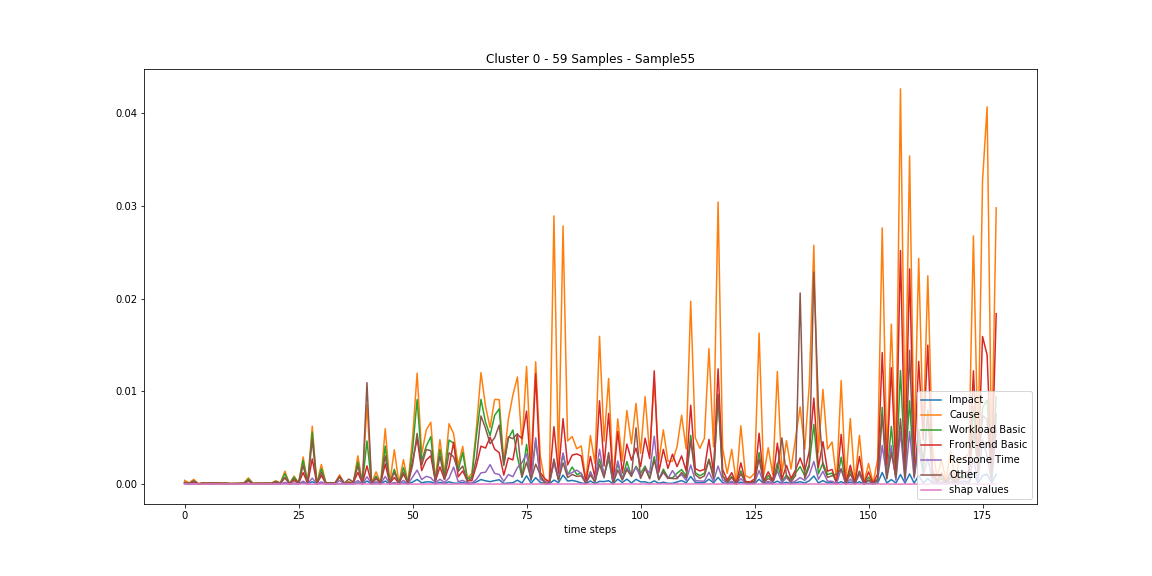 Cluster 0 - 59 Samples - Sample55
0.04
0.03
0.02
0.01
0.00
Impact
Cause
Workload Basic
Front-end Basic
Respone Time
Other
shap values
0 25 50 75 100 125 150 175
time steps